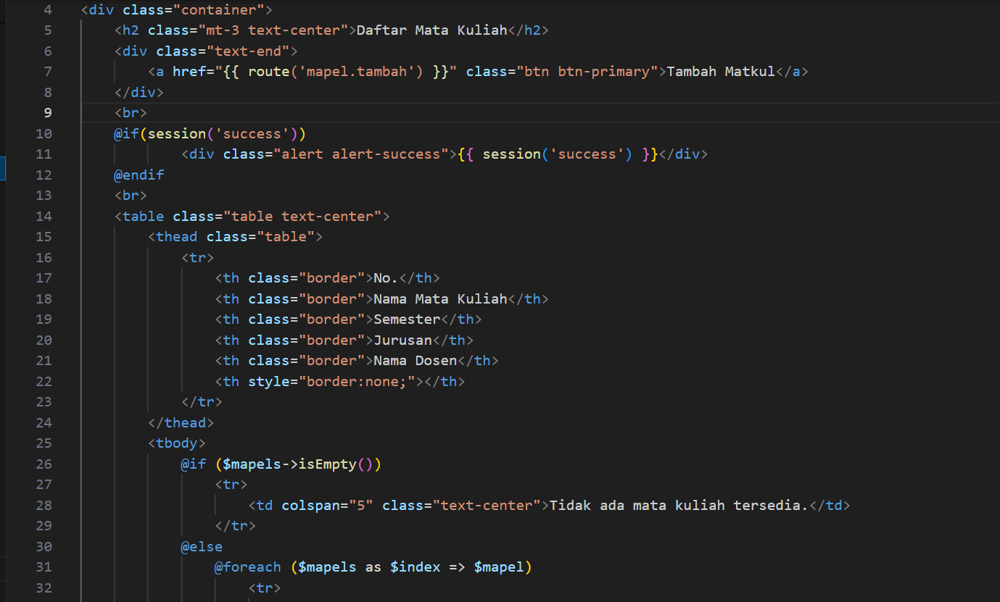 4 <div class="container">
5 <h2 class="mt-3 text-center">Daftar Mata Kuliah</h2>
6 <div class="text-end">
7 <a href="{{ route('mapel.tambah') }}" class="btn btn-primary">Tambah Matkul</a>
8 </div>
9 <br>
10 @if(session('success'))
11 <div class="alert alert-success">{{ session('success') }}</div>
12 @endif
13 <br>
14 <table class="table text-center">
15 <thead class="table">
16 <tr>
17 <th class="border">No.</th>
18 <th class="border">Nama Mata Kuliah</th>
19 <th class="border">Semester</th>
20 <th class="border">Jurusan</th>
21 <th class="border">Nama Dosen</th>
22 <th style="border:none;"></th>
23 </tr>
24 </thead>
25 <tbody>
26 @if ($mapels->isEmpty())
27 <tr>
28 <td colspan="5" class="text-center">Tidak ada mata kuliah tersedia.</td>
29 </tr>
30 @else
31 @foreach ($mapels as $index => $mapel)
32 <tr>